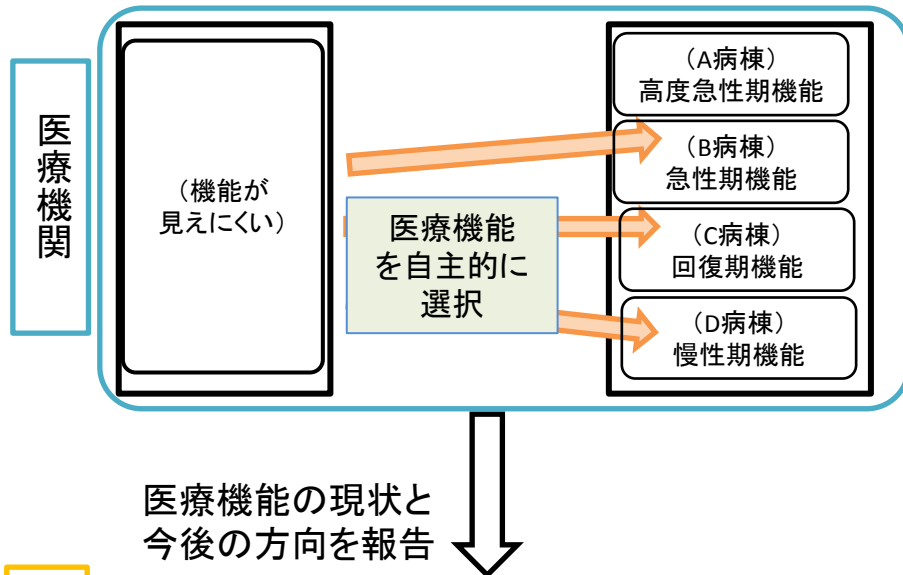 医療機関
（機能が
見えにくい）
医療機能
を自主的に
選択
（A病棟）
高度急性期機能
（B病棟）
急性期機能
（C病棟）
回復期機能
（D病棟）
慢性期機能
医療機能の現状と
今後の方向を報告